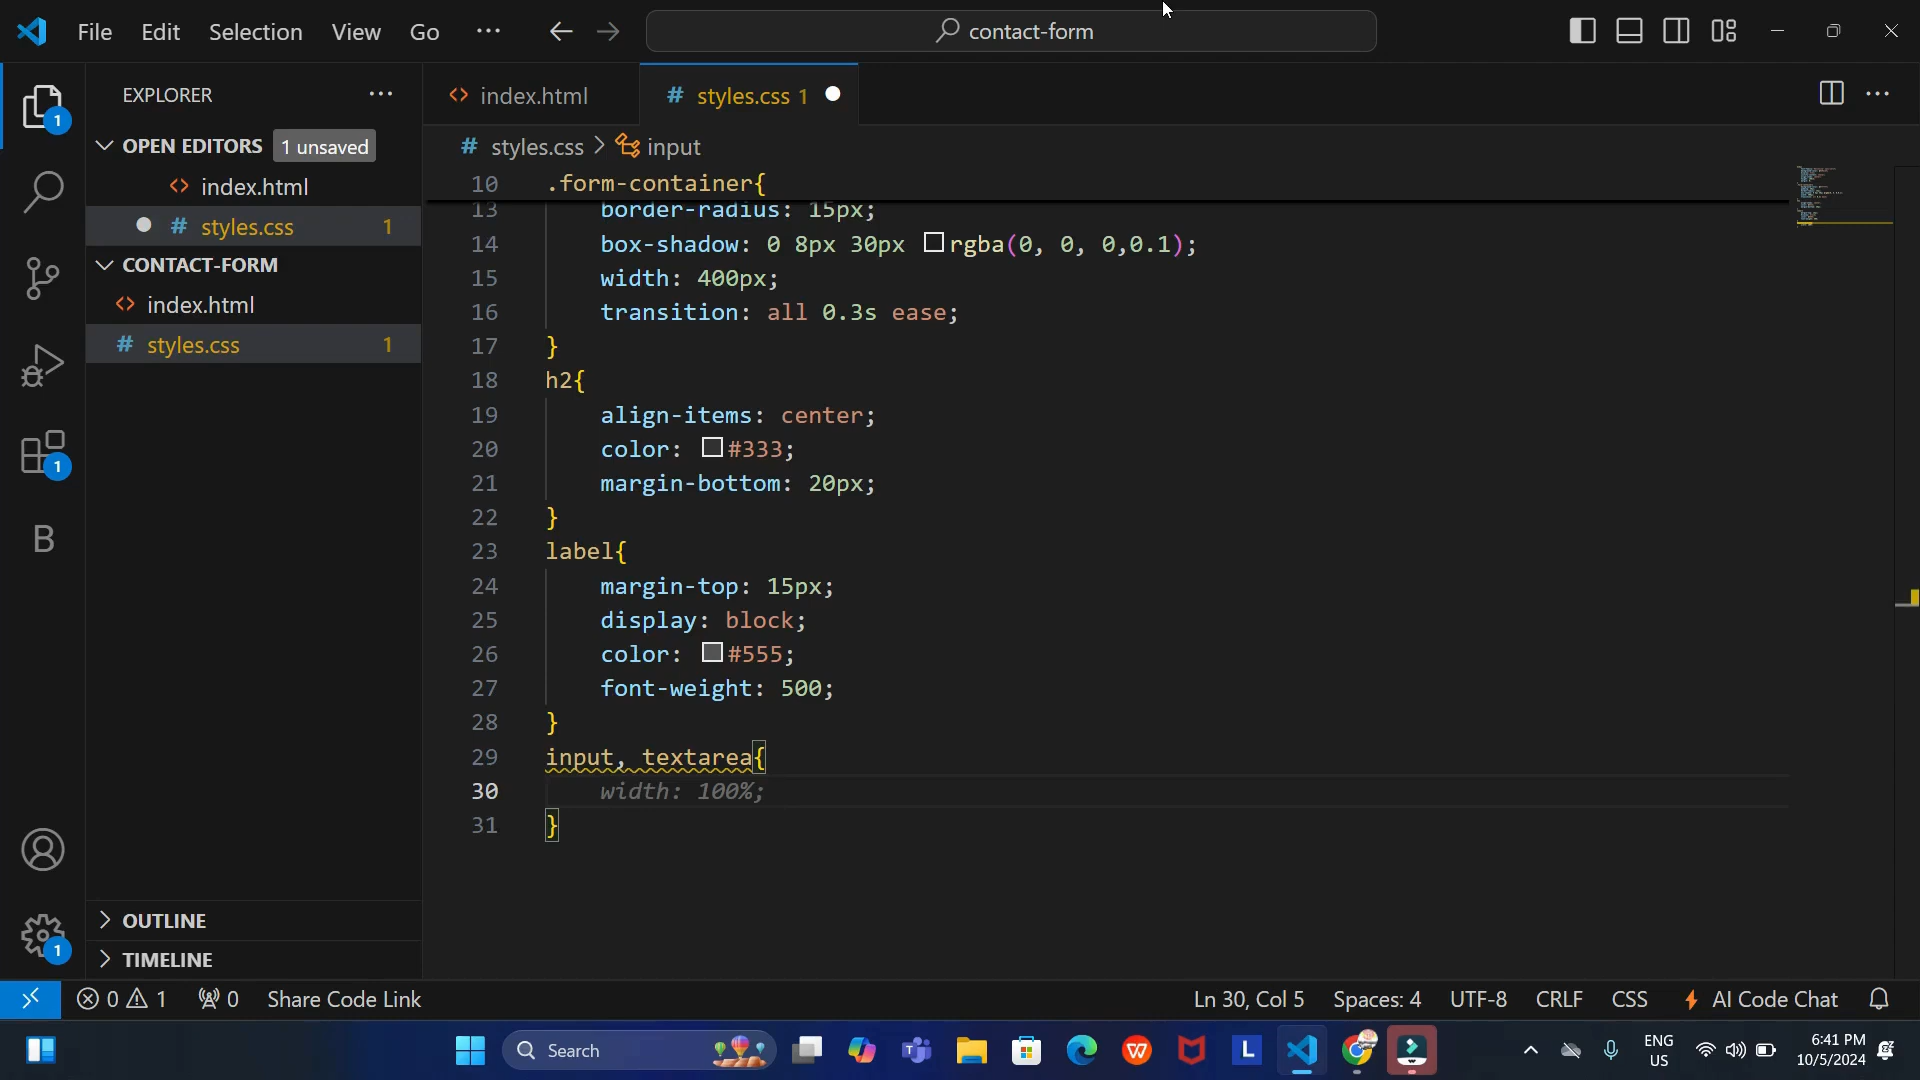 File Edit Selection View Go ··· contact-form
EXPLORER ···
OPEN EDITORS 1 unsaved
index.html
styles.css 1
CONTACT-FORM
index.html
styles.css 1
OUTLINE
TIMELINE
1
1
B
1
index.html
styles.css 1
styles.css > input
10 .form-container{
13 border-radius: 15px;
14 box-shadow: 0 8px 30px rgba(0, 0, 0,0.1);
15 width: 400px;
16 transition: all 0.3s ease;
17 }
18 h2{
19 align-items: center;
20 color: #333;
21 margin-bottom: 20px;
22 }
23 label{
24 margin-top: 15px;
25 display: block;
26 color: #555;
27 font-weight: 500;
28 }
29 input, textarea{
30 width: 100%;
31 }
0 1 0 Share Code Link Ln 30, Col 5 Spaces: 4 UTF-8 CRLF CSS AI Code Chat
Search
W
L
ENG
US
6:41 PM
10/5/2024